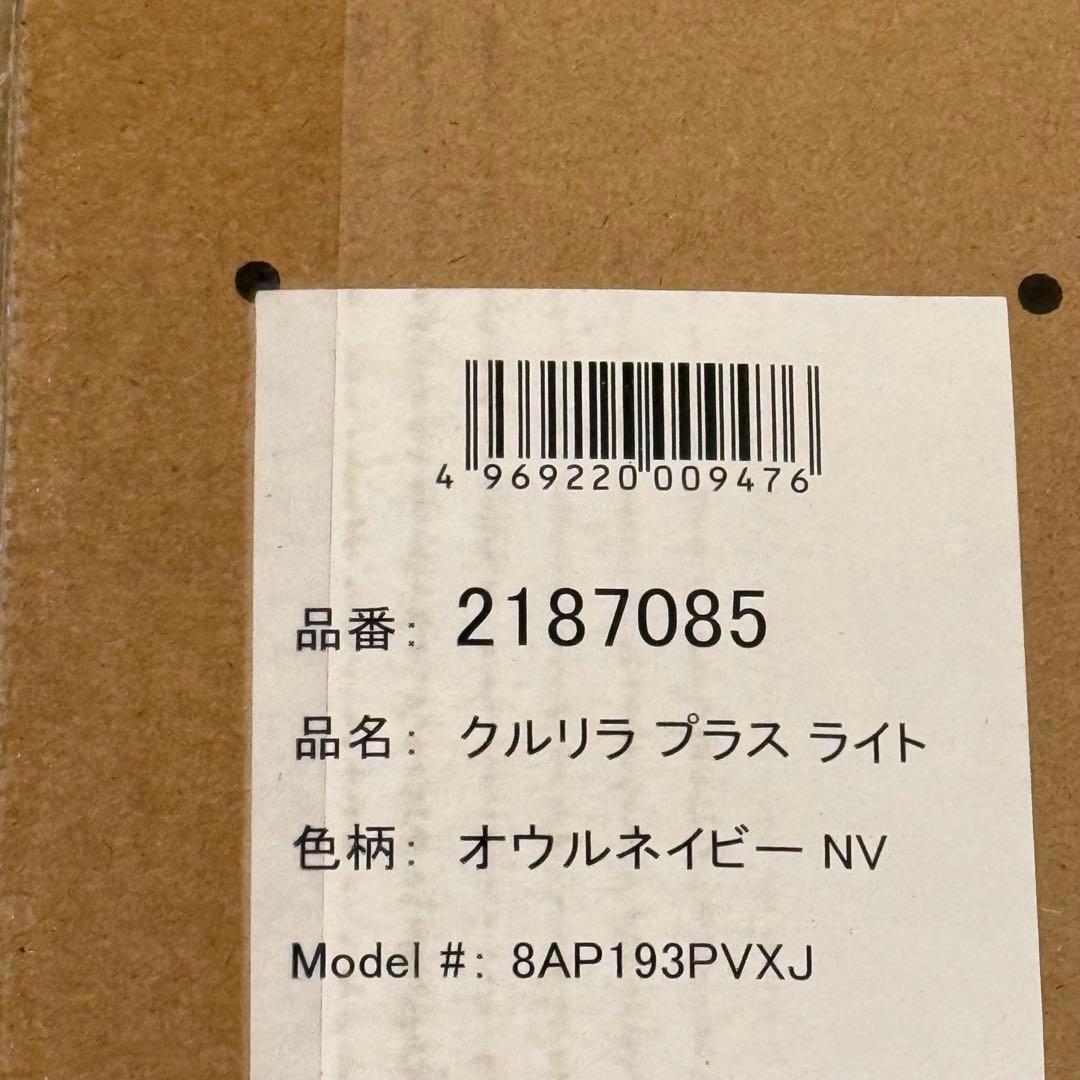 4 969220 009476
品番: 2187085
品名: クルリラ プラス ライト
色柄: オウルネイビー NV
Model #: 8AP193PVXJ